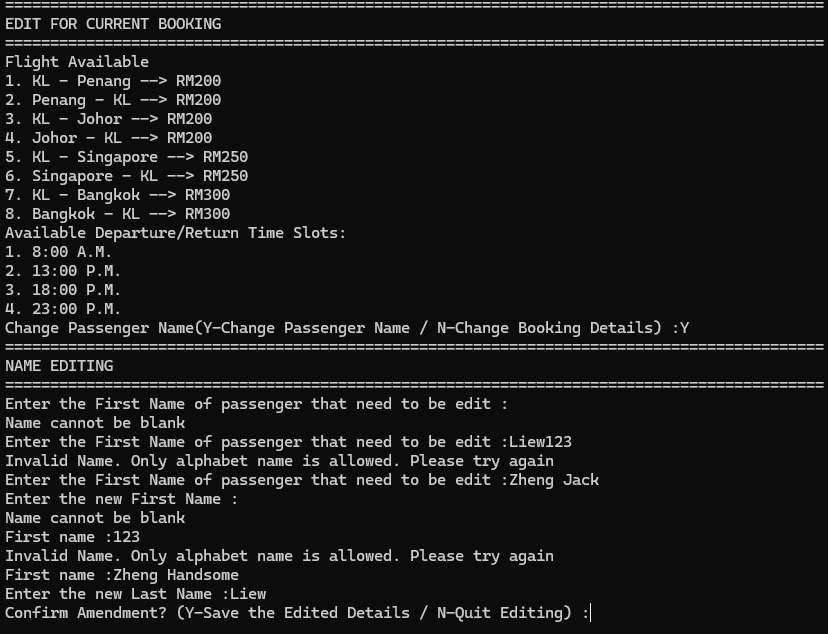 ===========================================================================================
EDIT FOR CURRENT BOOKING
===========================================================================================
Flight Available
1. KL - Penang --> RM200
2. Penang - KL --> RM200
3. KL - Johor --> RM200
4. Johor - KL --> RM200
5. KL - Singapore --> RM250
6. Singapore - KL --> RM250
7. KL - Bangkok --> RM300
8. Bangkok - KL --> RM300
Available Departure/Return Time Slots:
1. 8:00 A.M.
2. 13:00 P.M.
3. 18:00 P.M.
4. 23:00 P.M.
Change Passenger Name(Y-Change Passenger Name / N-Change Booking Details) :Y
===========================================================================================
NAME EDITING
===========================================================================================
Enter the First Name of passenger that need to be edit :
Name cannot be blank
Enter the First Name of passenger that need to be edit :Liew123
Invalid Name. Only alphabet name is allowed. Please try again
Enter the First Name of passenger that need to be edit :Zheng Jack
Enter the new First Name :
Name cannot be blank
First name :123
Invalid Name. Only alphabet name is allowed. Please try again
First name :Zheng Handsome
Enter the new Last Name :Liew
Confirm Amendment? (Y-Save the Edited Details / N-Quit Editing) :